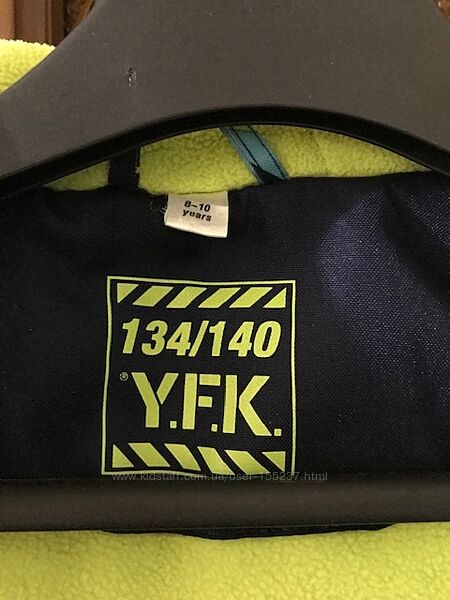 8-10
years
134/140
® Y.F.K.
www.kidstaff.com.ua/user-155237.html